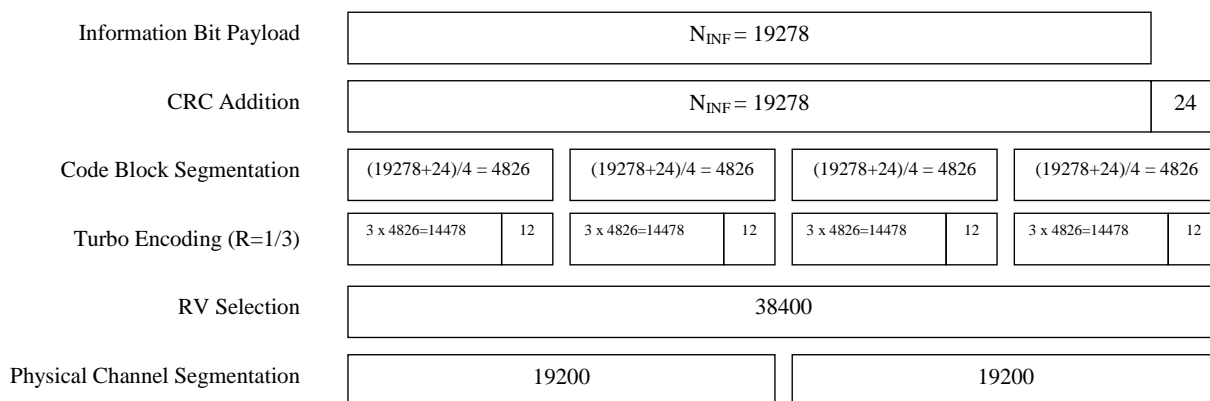 Information Bit Payload
N_INF = 19278
CRC Addition
N_INF = 19278
24
Code Block Segmentation
(19278+24)/4 = 4826
(19278+24)/4 = 4826
(19278+24)/4 = 4826
(19278+24)/4 = 4826
Turbo Encoding (R=1/3)
3 x 4826=14478
12
3 x 4826=14478
12
3 x 4826=14478
12
3 x 4826=14478
12
RV Selection
38400
Physical Channel Segmentation
19200
19200